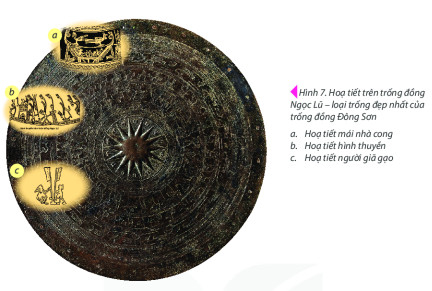 a
b
c
Hình 7. Hoạ tiết trên trống đồng
Ngọc Lũ – loại trống đẹp nhất của
trống đồng Đông Sơn
a. Hoạ tiết mái nhà cong
b. Hoạ tiết hình thuyền
c. Hoạ tiết người giã gạo